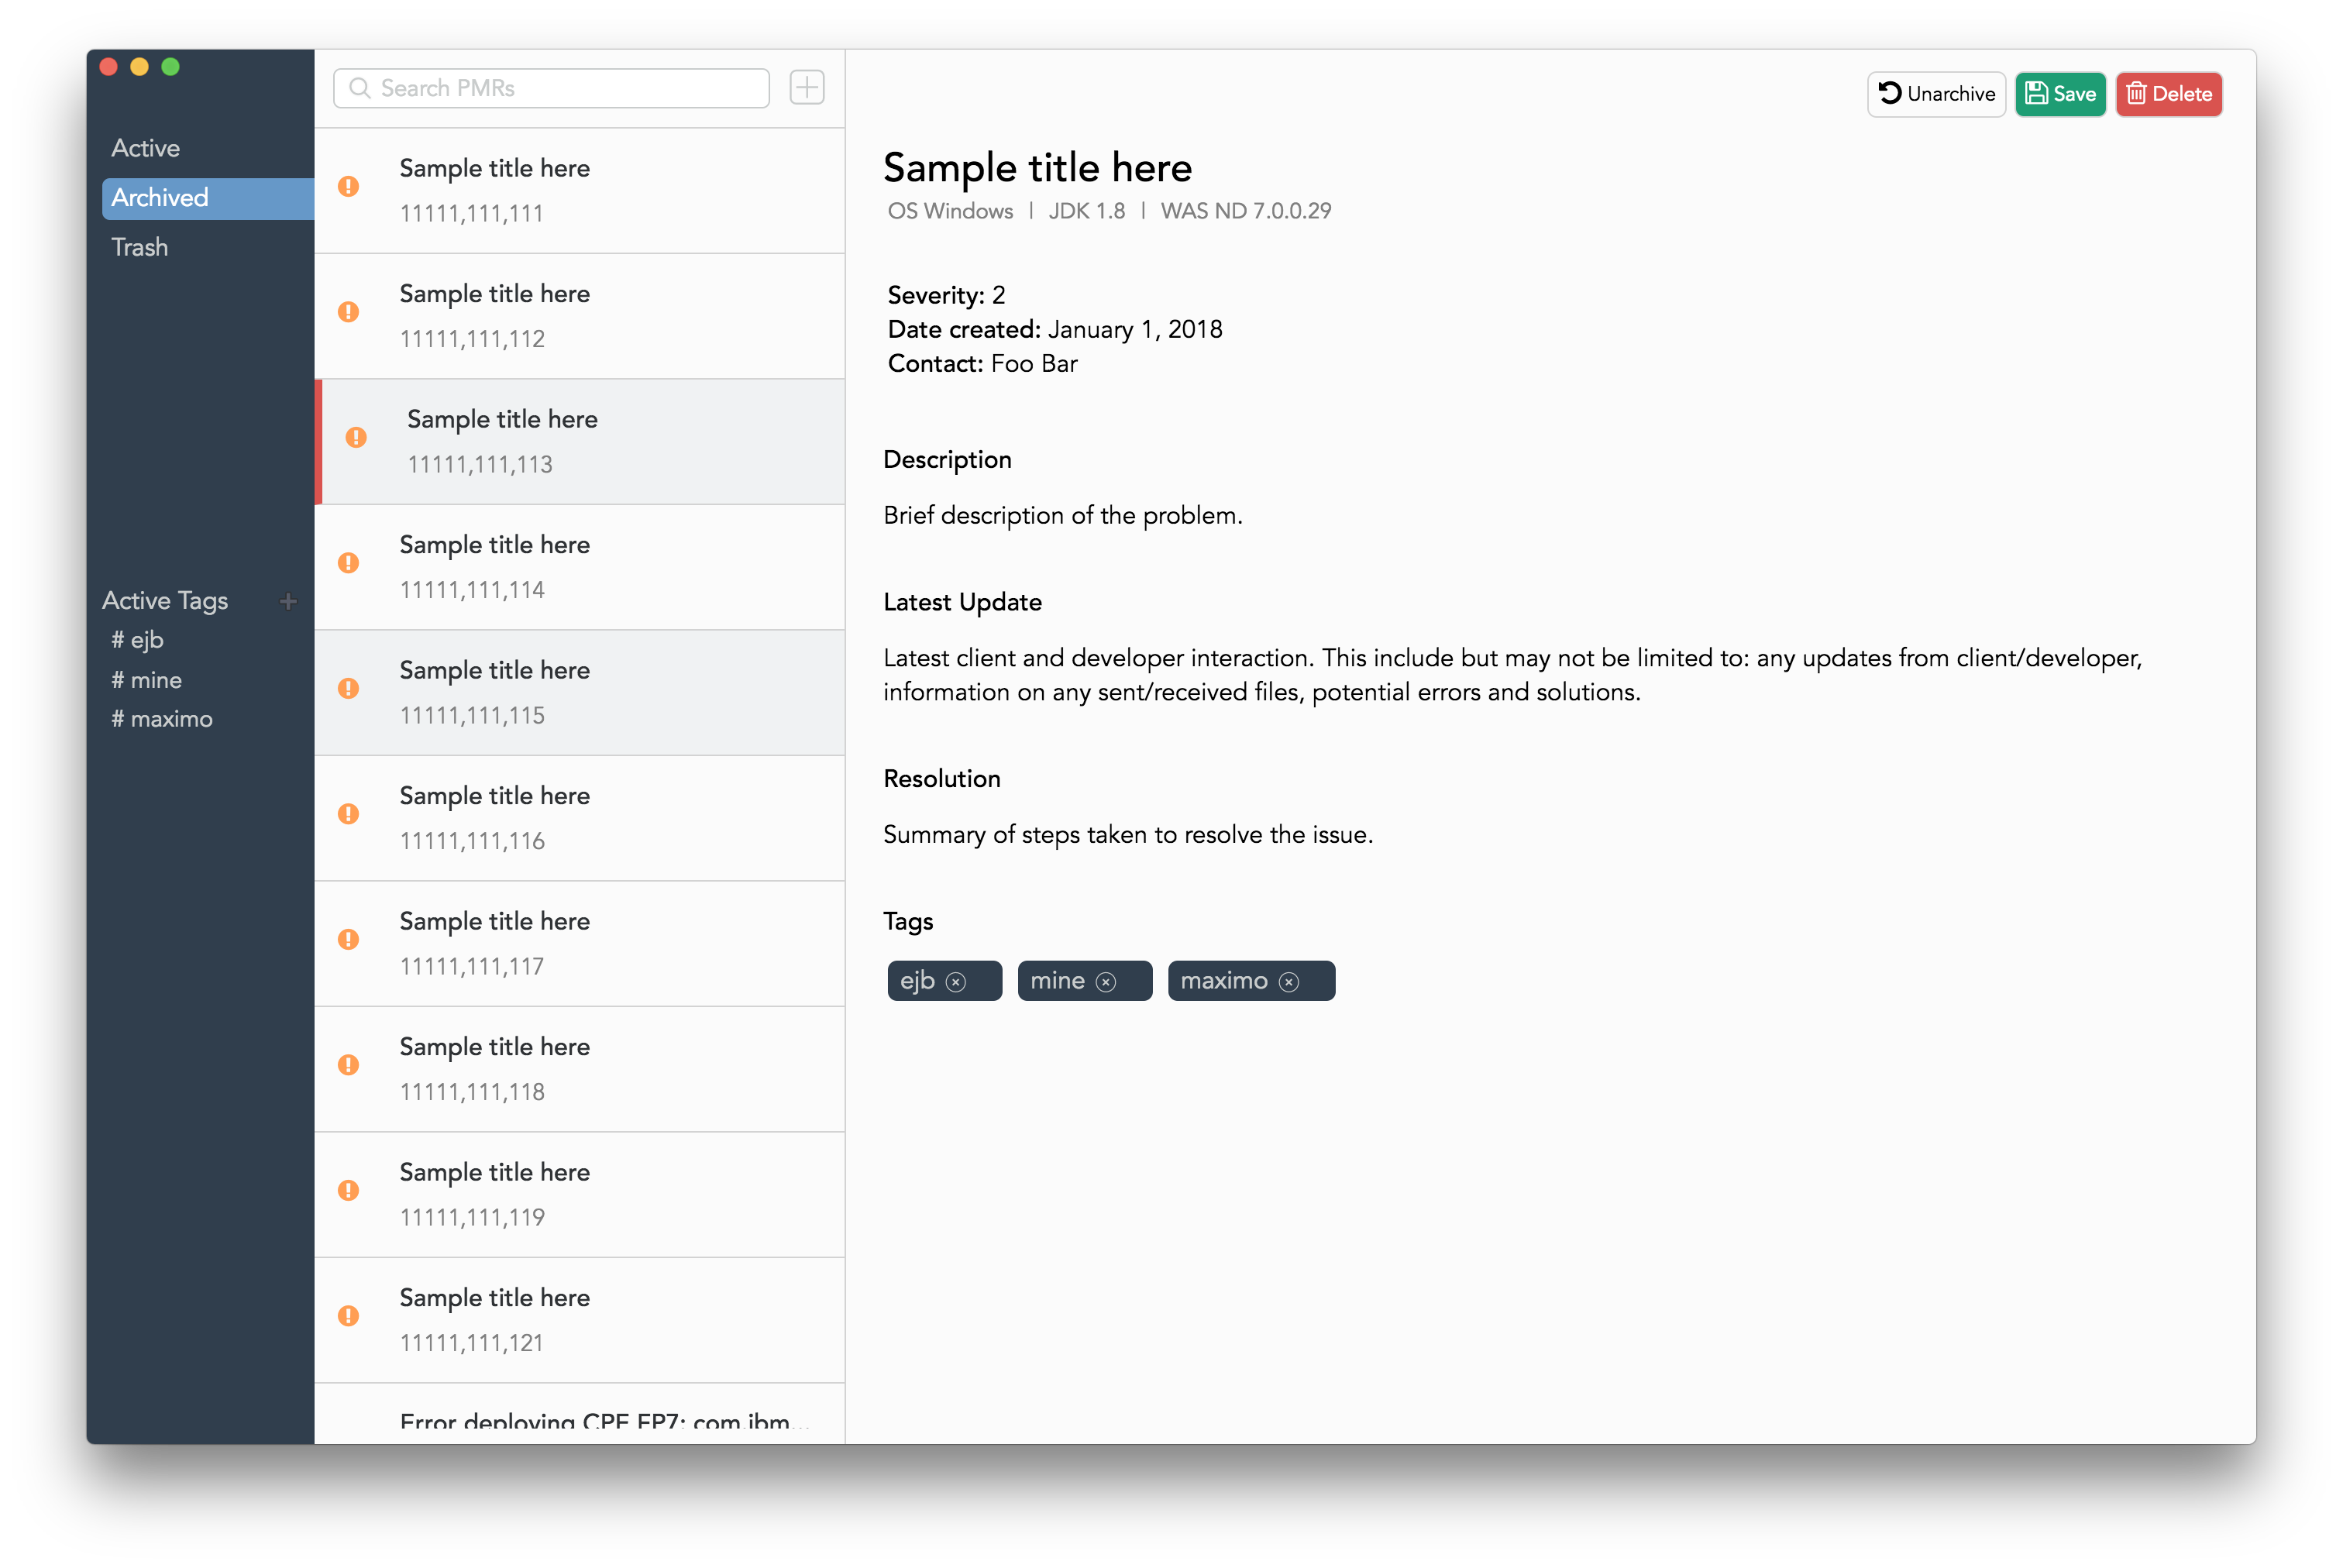 Active
Archived
Trash
Active Tags
# ejb
# mine
# maximo
Search PMRs
Sample title here
11111,111,111
Sample title here
11111,111,112
Sample title here
11111,111,113
Sample title here
11111,111,114
Sample title here
11111,111,115
Sample title here
11111,111,116
Sample title here
11111,111,117
Sample title here
11111,111,118
Sample title here
11111,111,119
Sample title here
11111,111,121
Error deploying CPE FP7: com.ibm...
Unarchive Save Delete
Sample title here
OS Windows | JDK 1.8 | WAS ND 7.0.0.29
Severity: 2
Date created: January 1, 2018
Contact: Foo Bar
Description
Brief description of the problem.
Latest Update
Latest client and developer interaction. This include but may not be limited to: any updates from client/developer,
information on any sent/received files, potential errors and solutions.
Resolution
Summary of steps taken to resolve the issue.
Tags
ejb mine maximo